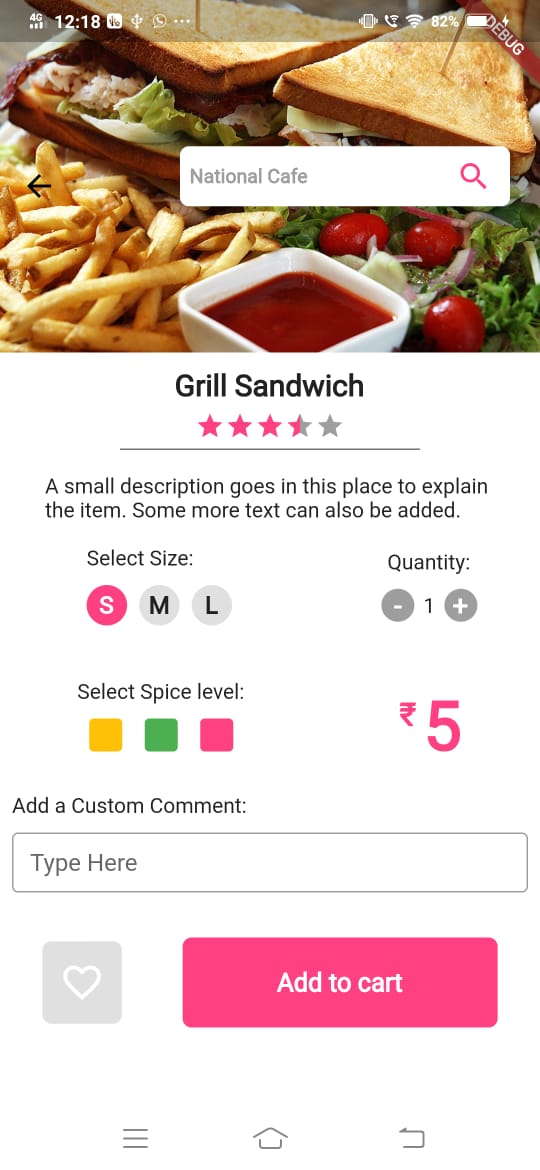 4G
12:18
82%
DEBUG
National Cafe
Grill Sandwich
A small description goes in this place to explain
the item. Some more text can also be added.
Select Size:
Quantity:
S M L
- 1 +
Select Spice level:
₹5
Add a Custom Comment:
Type Here
Add to cart